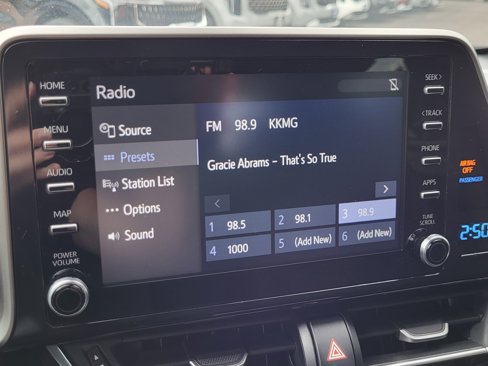 HOME
MENU
AUDIO
MAP
POWER
VOLUME
Radio
Source
Presets
Station List
Options
Sound
FM 98.9 KKMG
Gracie Abrams – That's So True
1 98.5
2 98.1
3 98.9
4 1000
5 (Add New)
6 (Add New)
SEEK >
< TRACK
PHONE
APPS
TUNE
SCROLL
AIRBAG
OFF
PASSENGER
2:50